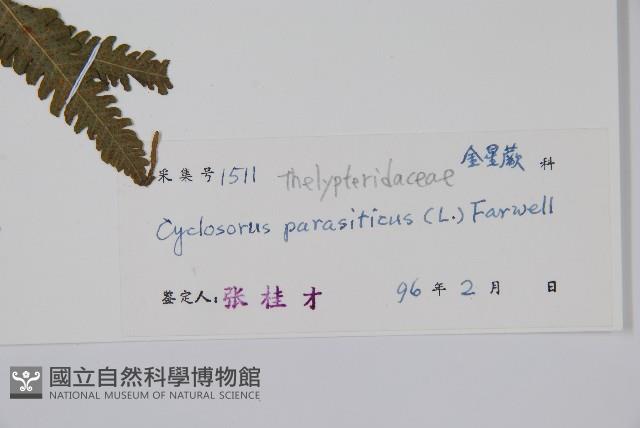 采集号 1511 Thelypteridaceae 金星蕨 科
Cyclosorus parasiticus (L.) Farwell
鉴定人: 张桂才 96 年 2 月 日
國立自然科學博物館
NATIONAL MUSEUM OF NATURAL SCIENCE